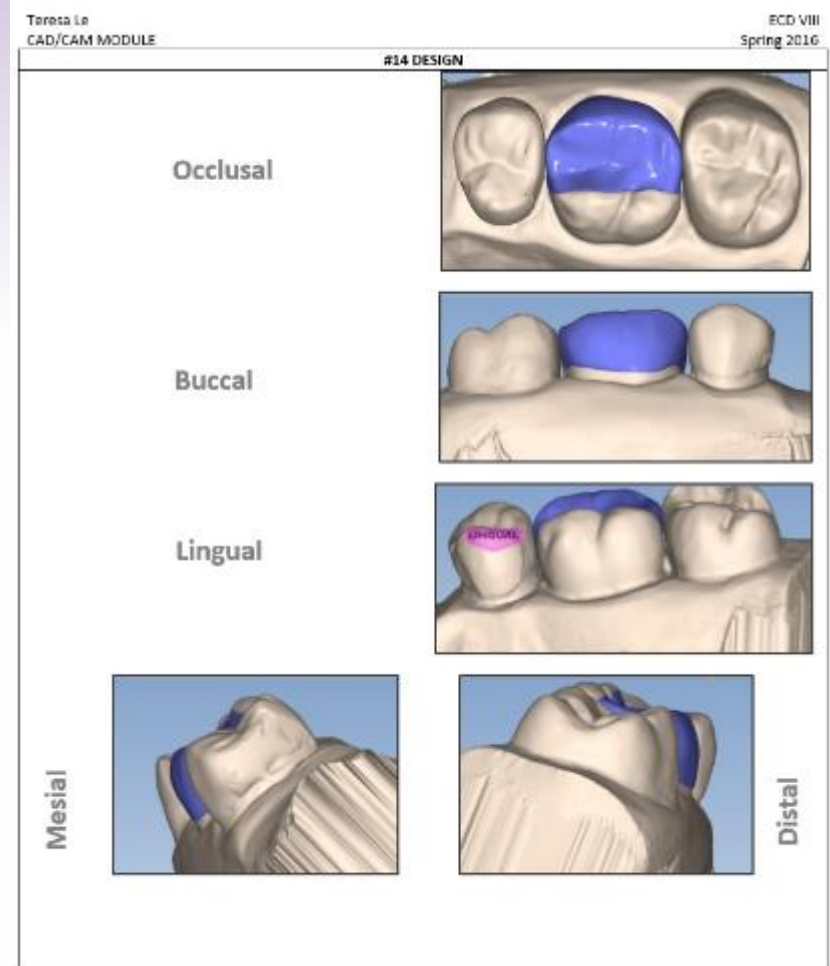 Teresa Le
ECD VIII
CAD/CAM MODULE
Spring 2016
#14 DESIGN
Occlusal
Buccal
Lingual
LINGUAL
Mesial
Distal